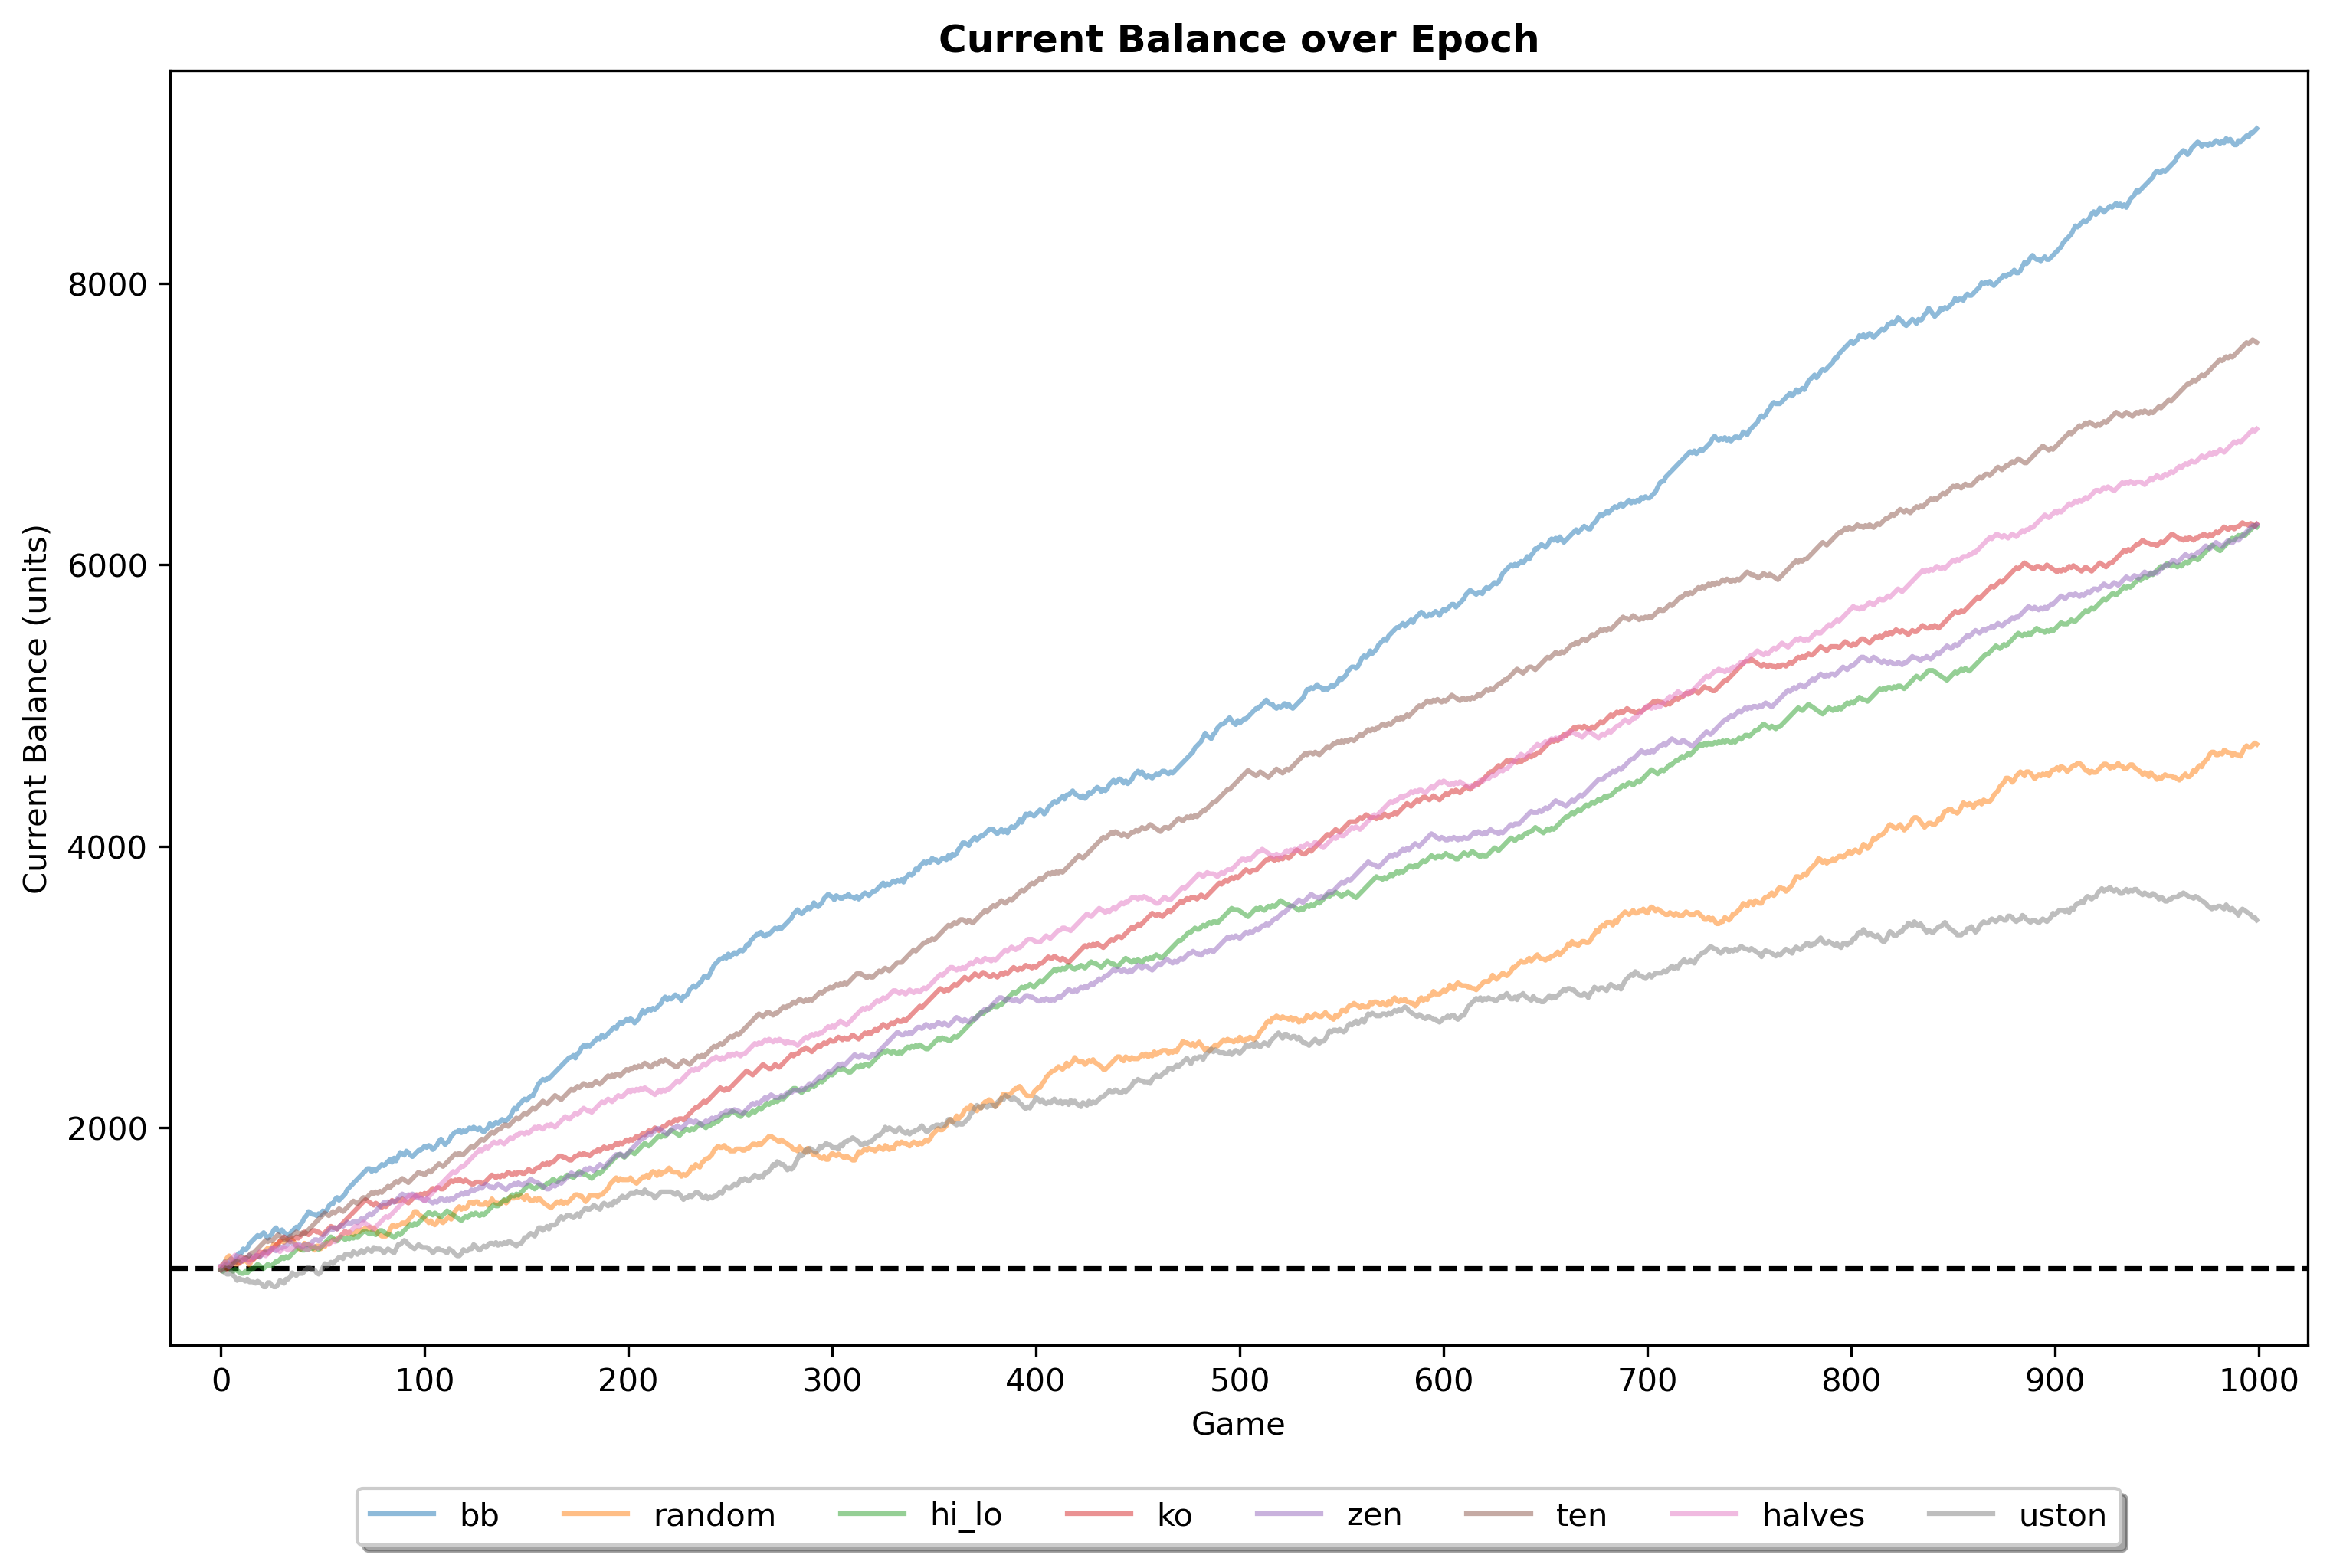 Current Balance over Epoch
Current Balance (units)
8000
6000
4000
2000
0 100 200 300 400 500 600 700 800 900 1000
Game
bb random hi_lo ko zen ten halves uston